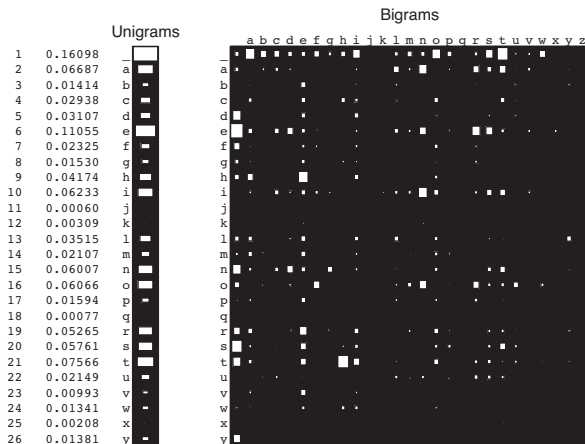 Bigrams
Unigrams
a b c d e f g h i j k l m n o p q r s t u v w x y z
1 0.16098 _ _
2 0.06687 a a
3 0.01414 b b
4 0.02938 c c
5 0.03107 d d
6 0.11055 e e
7 0.02325 f f
8 0.01530 g g
9 0.04174 h h
10 0.06233 i i
11 0.00060 j j
12 0.00309 k k
13 0.03515 l l
14 0.02107 m m
15 0.06007 n n
16 0.06066 o o
17 0.01594 p p
18 0.00077 q q
19 0.05265 r r
20 0.05761 s s
21 0.07566 t t
22 0.02149 u u
23 0.00993 v v
24 0.01341 w w
25 0.00208 x x
26 0.01381 y y